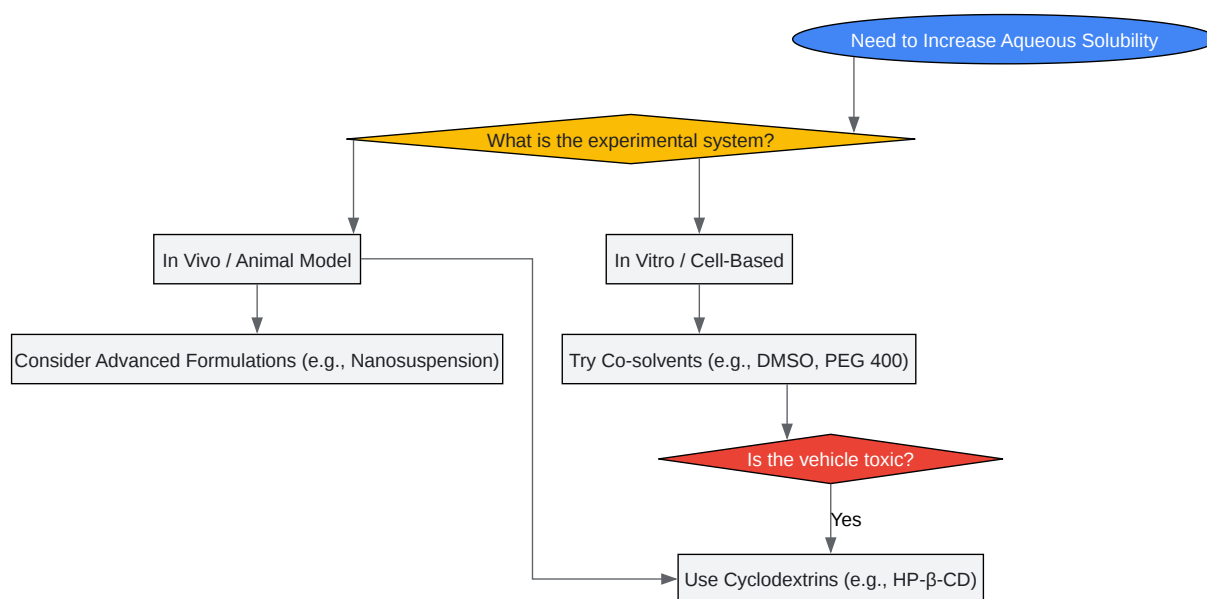 Need to Increase Aqueous Solubility
What is the experimental system?
In Vivo / Animal Model
In Vitro / Cell-Based
Consider Advanced Formulations (e.g., Nanosuspension)
Try Co-solvents (e.g., DMSO, PEG 400)
Is the vehicle toxic?
Yes
Use Cyclodextrins (e.g., HP-β-CD)